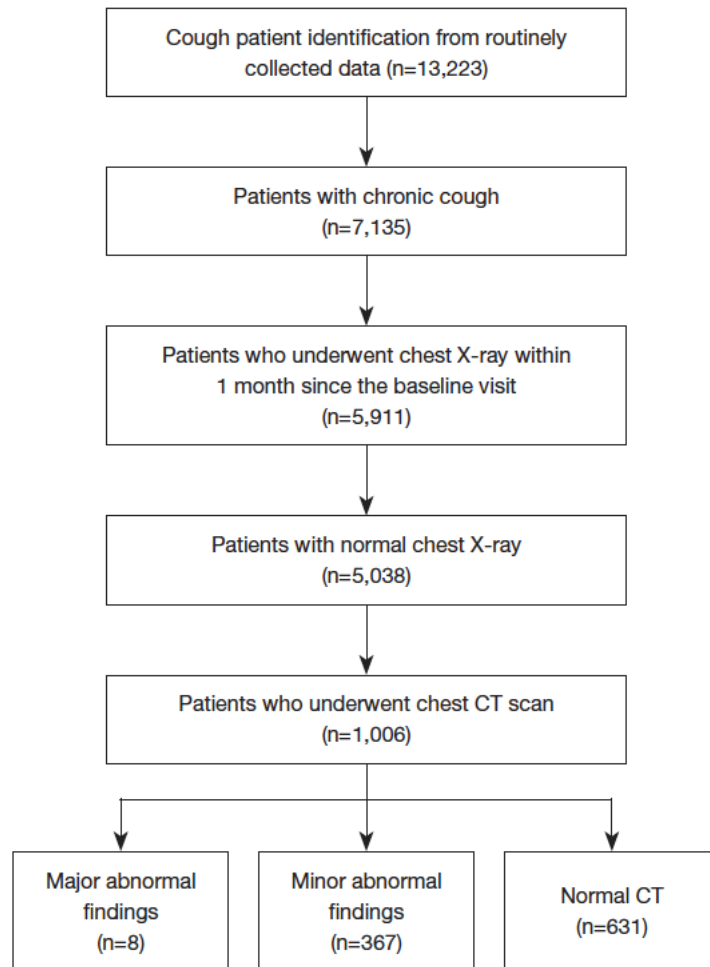 Cough patient identification from routinely
collected data (n=13,223)
Patients with chronic cough
(n=7,135)
Patients who underwent chest X-ray within
1 month since the baseline visit
(n=5,911)
Patients with normal chest X-ray
(n=5,038)
Patients who underwent chest CT scan
(n=1,006)
Major abnormal
findings
(n=8)
Minor abnormal
findings
(n=367)
Normal CT
(n=631)